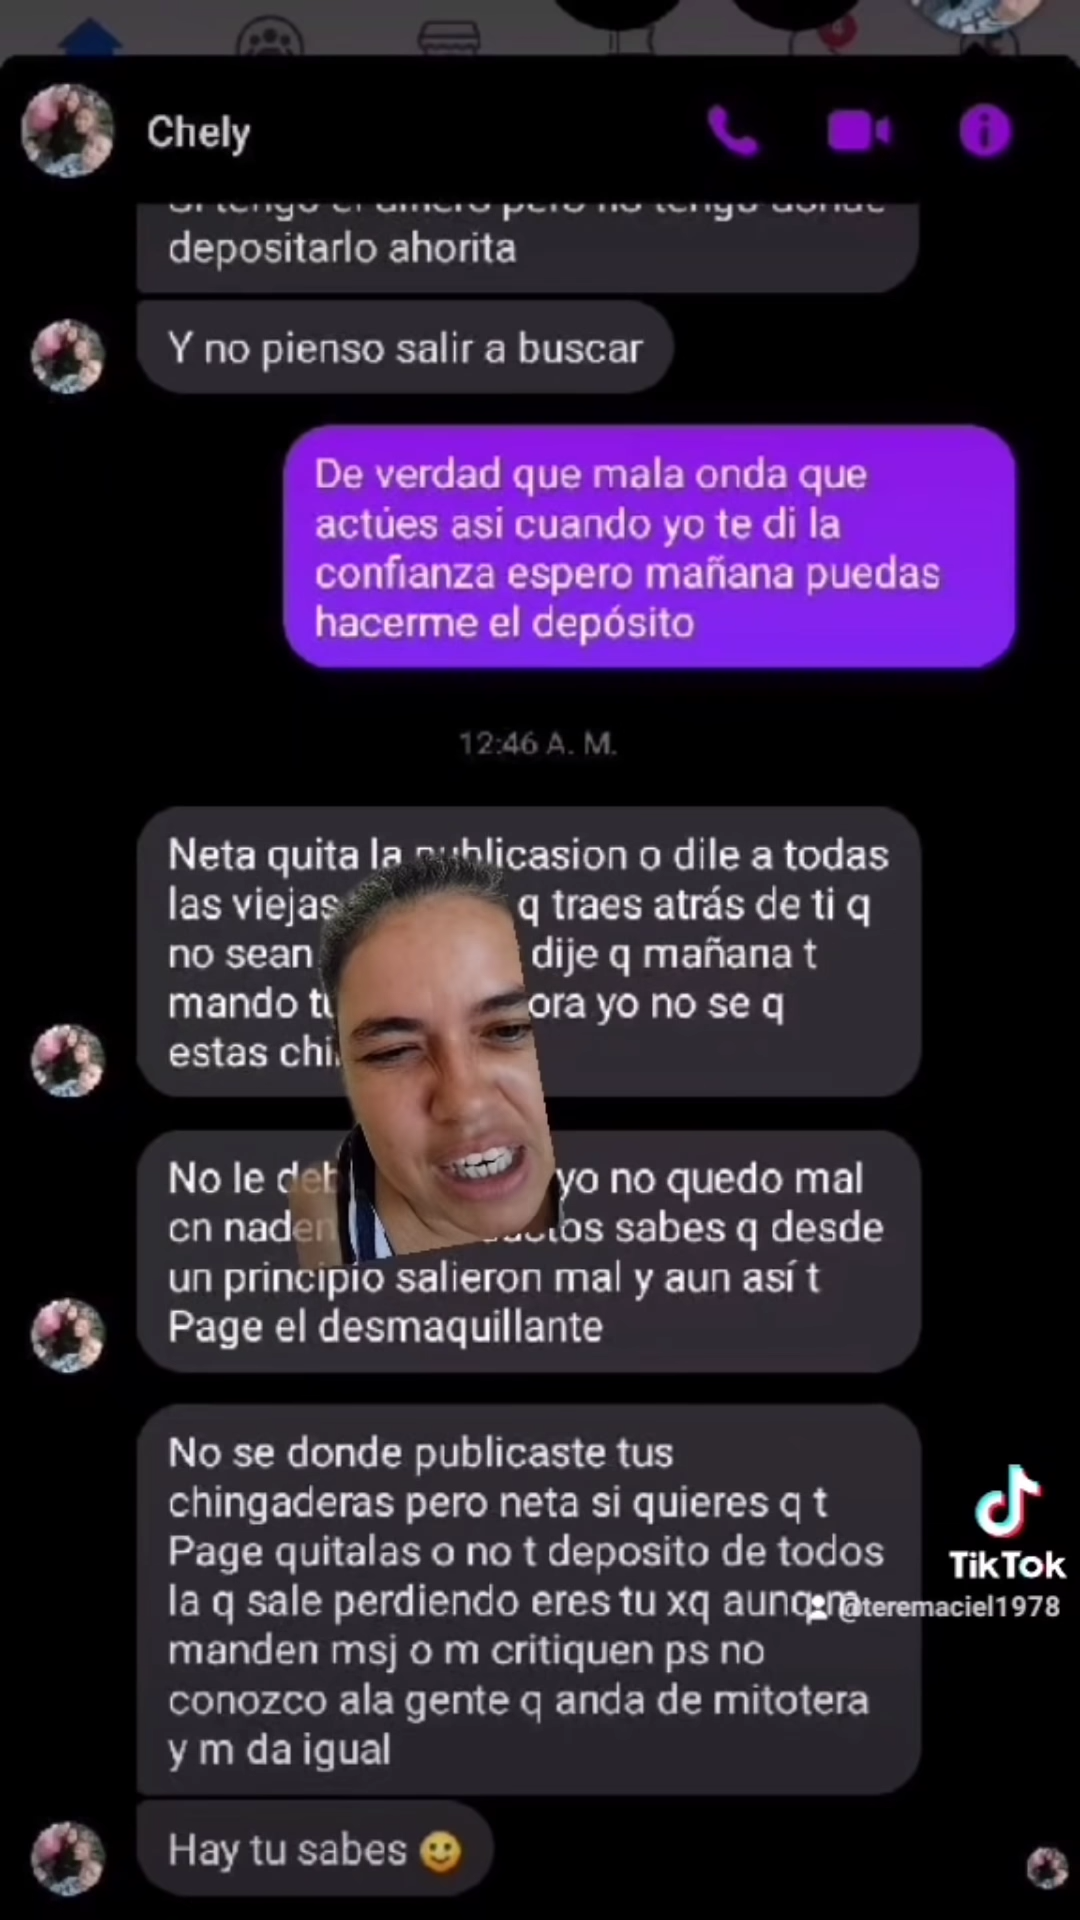 Chely
depositarlo ahorita
Y no pienso salir a buscar
De verdad que mala onda que
actúes asi cuando yo te di la
confianza espero mañana puedas
hacerme el depósito
12:46 A. M.
Neta quita la publicasion o dile a todas
las viejas q traes atrás de ti q
no sean dije q mañana t
mando yo no se q
estas
No le yo no quedo mal
cn sabes q desde
un principio salieron mal y aun así t
Page el desmaquillante
No se donde publicaste tus
chingaderas pero neta si quieres q t
Page quitalas o no t deposito de todos
la q sale perdiendo eres tu xq aunq m
manden msj o m critiquen ps no
conozco ala gente q anda de mitotera
y m da igual
Hay tu sabes
TikTok
@teremaciel1978